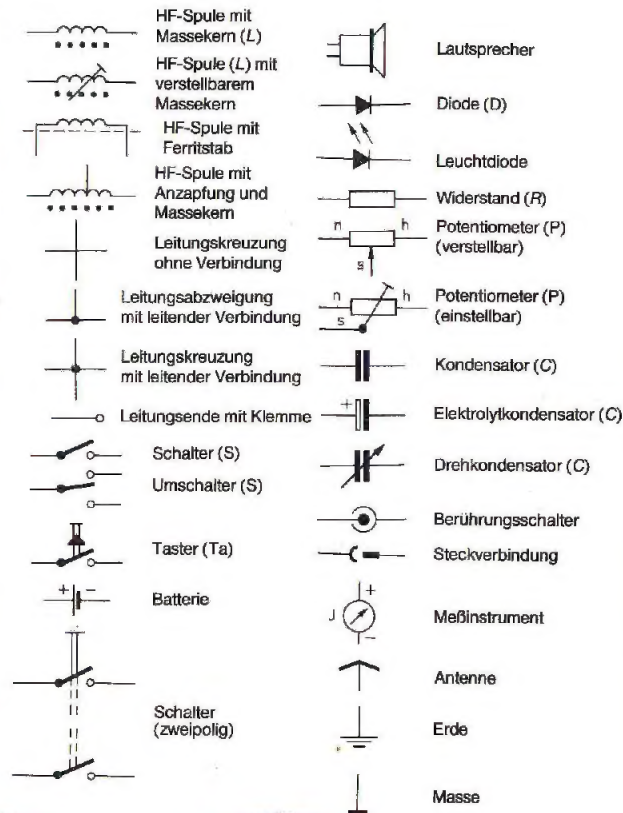 HF-Spule mit
Massekern (L)
HF-Spule (L) mit
verstellbarem
Massekern
HF-Spule mit
Ferritstab
HF-Spule mit
Anzapfung und
Massekern
Leitungskreuzung
ohne Verbindung
Leitungsabzweigung
mit leitender Verbindung
Leitungskreuzung
mit leitender Verbindung
Leitungsende mit Klemme
Schalter (S)
Umschalter (S)
Taster (Ta)
+ −
Batterie
Schalter
(zweipolig)
Lautsprecher
Diode (D)
Leuchtdiode
Widerstand (R)
n h
s
Potentiometer (P)
(verstellbar)
n h
s
Potentiometer (P)
(einstellbar)
Kondensator (C)
+
Elektrolytkondensator (C)
Drehkondensator (C)
Berührungsschalter
Steckverbindung
+
J
−
Meßinstrument
Antenne
Erde
Masse